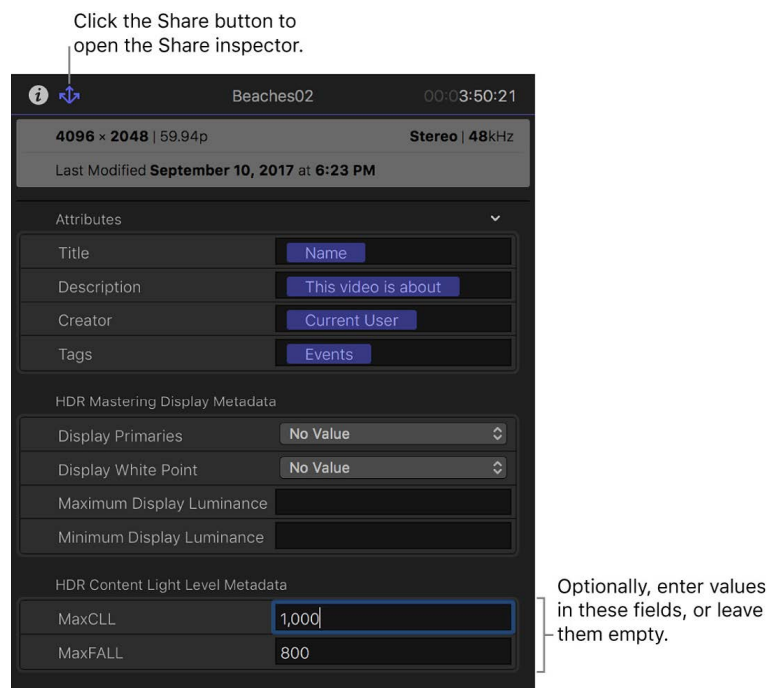 Click the Share button to
open the Share inspector.
Beaches02 00:03:50:21
4096 × 2048 | 59.94p Stereo | 48kHz
Last Modified September 10, 2017 at 6:23 PM
Attributes
Title Name
Description This video is about
Creator Current User
Tags Events
HDR Mastering Display Metadata
Display Primaries No Value
Display White Point No Value
Maximum Display Luminance
Minimum Display Luminance
HDR Content Light Level Metadata
MaxCLL 1,000
MaxFALL 800
Optionally, enter values
in these fields, or leave
them empty.